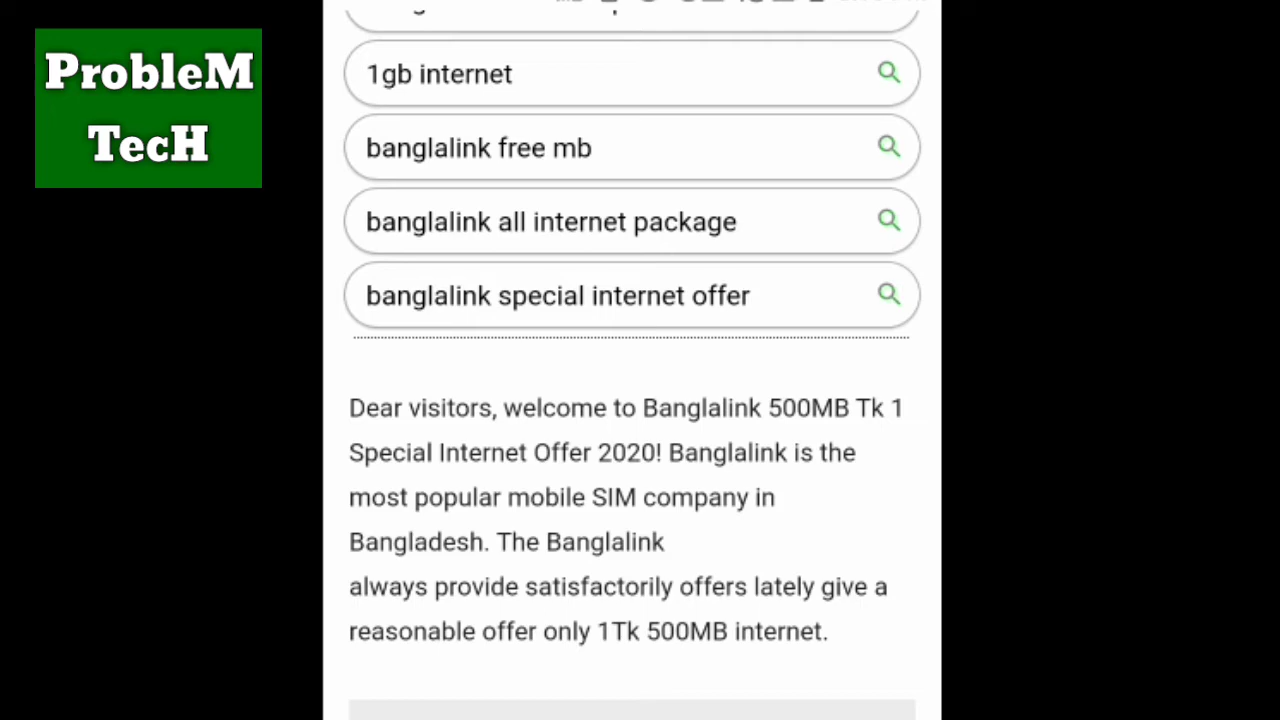 ProbleM
TecH
1gb internet
banglalink free mb
banglalink all internet package
banglalink special internet offer
Dear visitors, welcome to Banglalink 500MB Tk 1
Special Internet Offer 2020! Banglalink is the
most popular mobile SIM company in
Bangladesh. The Banglalink
always provide satisfactorily offers lately give a
reasonable offer only 1Tk 500MB internet.